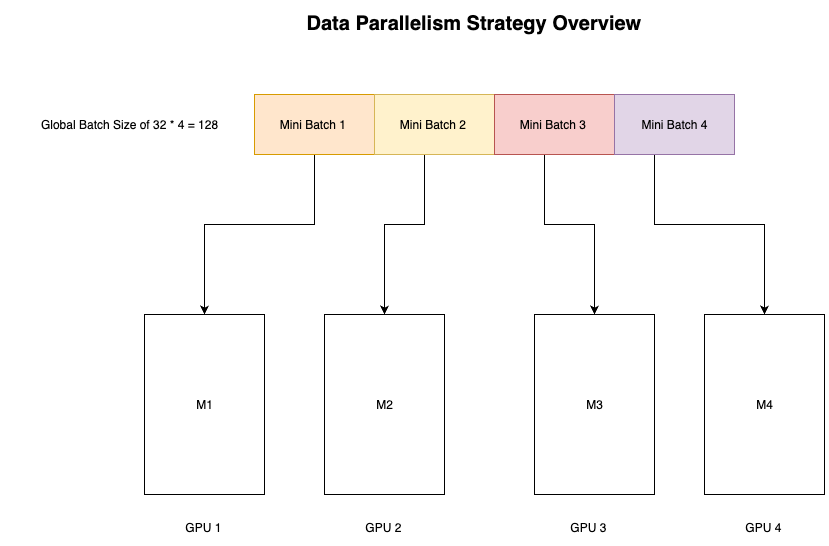 Data Parallelism Strategy Overview
Global Batch Size of 32 * 4 = 128
Mini Batch 1
Mini Batch 2
Mini Batch 3
Mini Batch 4
M1
M2
M3
M4
GPU 1
GPU 2
GPU 3
GPU 4